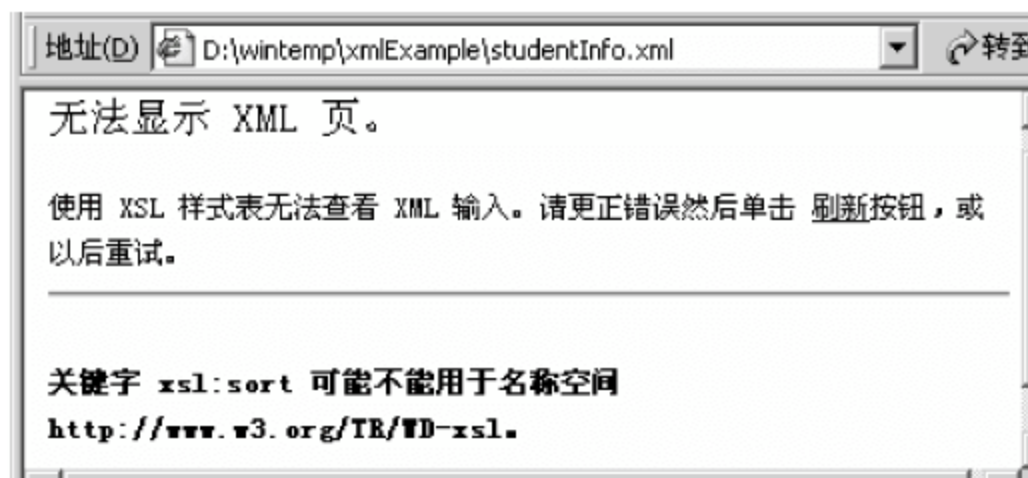 地址(D) D:\wintemp\xmlExample\studentInfo.xml 转到
无法显示 XML 页。
使用 XSL 样式表无法查看 XML 输入。请更正错误然后单击 刷新按钮，或
以后重试。
关键字 xsl:sort 可能不能用于名称空间
http://www.w3.org/TR/WD-xsl。